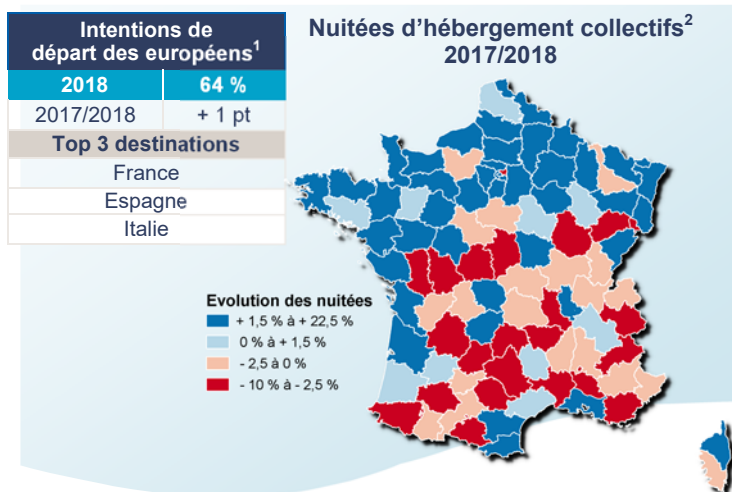 Intentions de
départ des européens¹
2018 64 %
2017/2018 + 1 pt
Top 3 destinations
France
Espagne
Italie
Nuitées d’hébergement collectifs²
2017/2018
Evolution des nuitées
+ 1,5 % à + 22,5 %
0 % à + 1,5 %
- 2,5 à 0 %
- 10 % à - 2,5 %